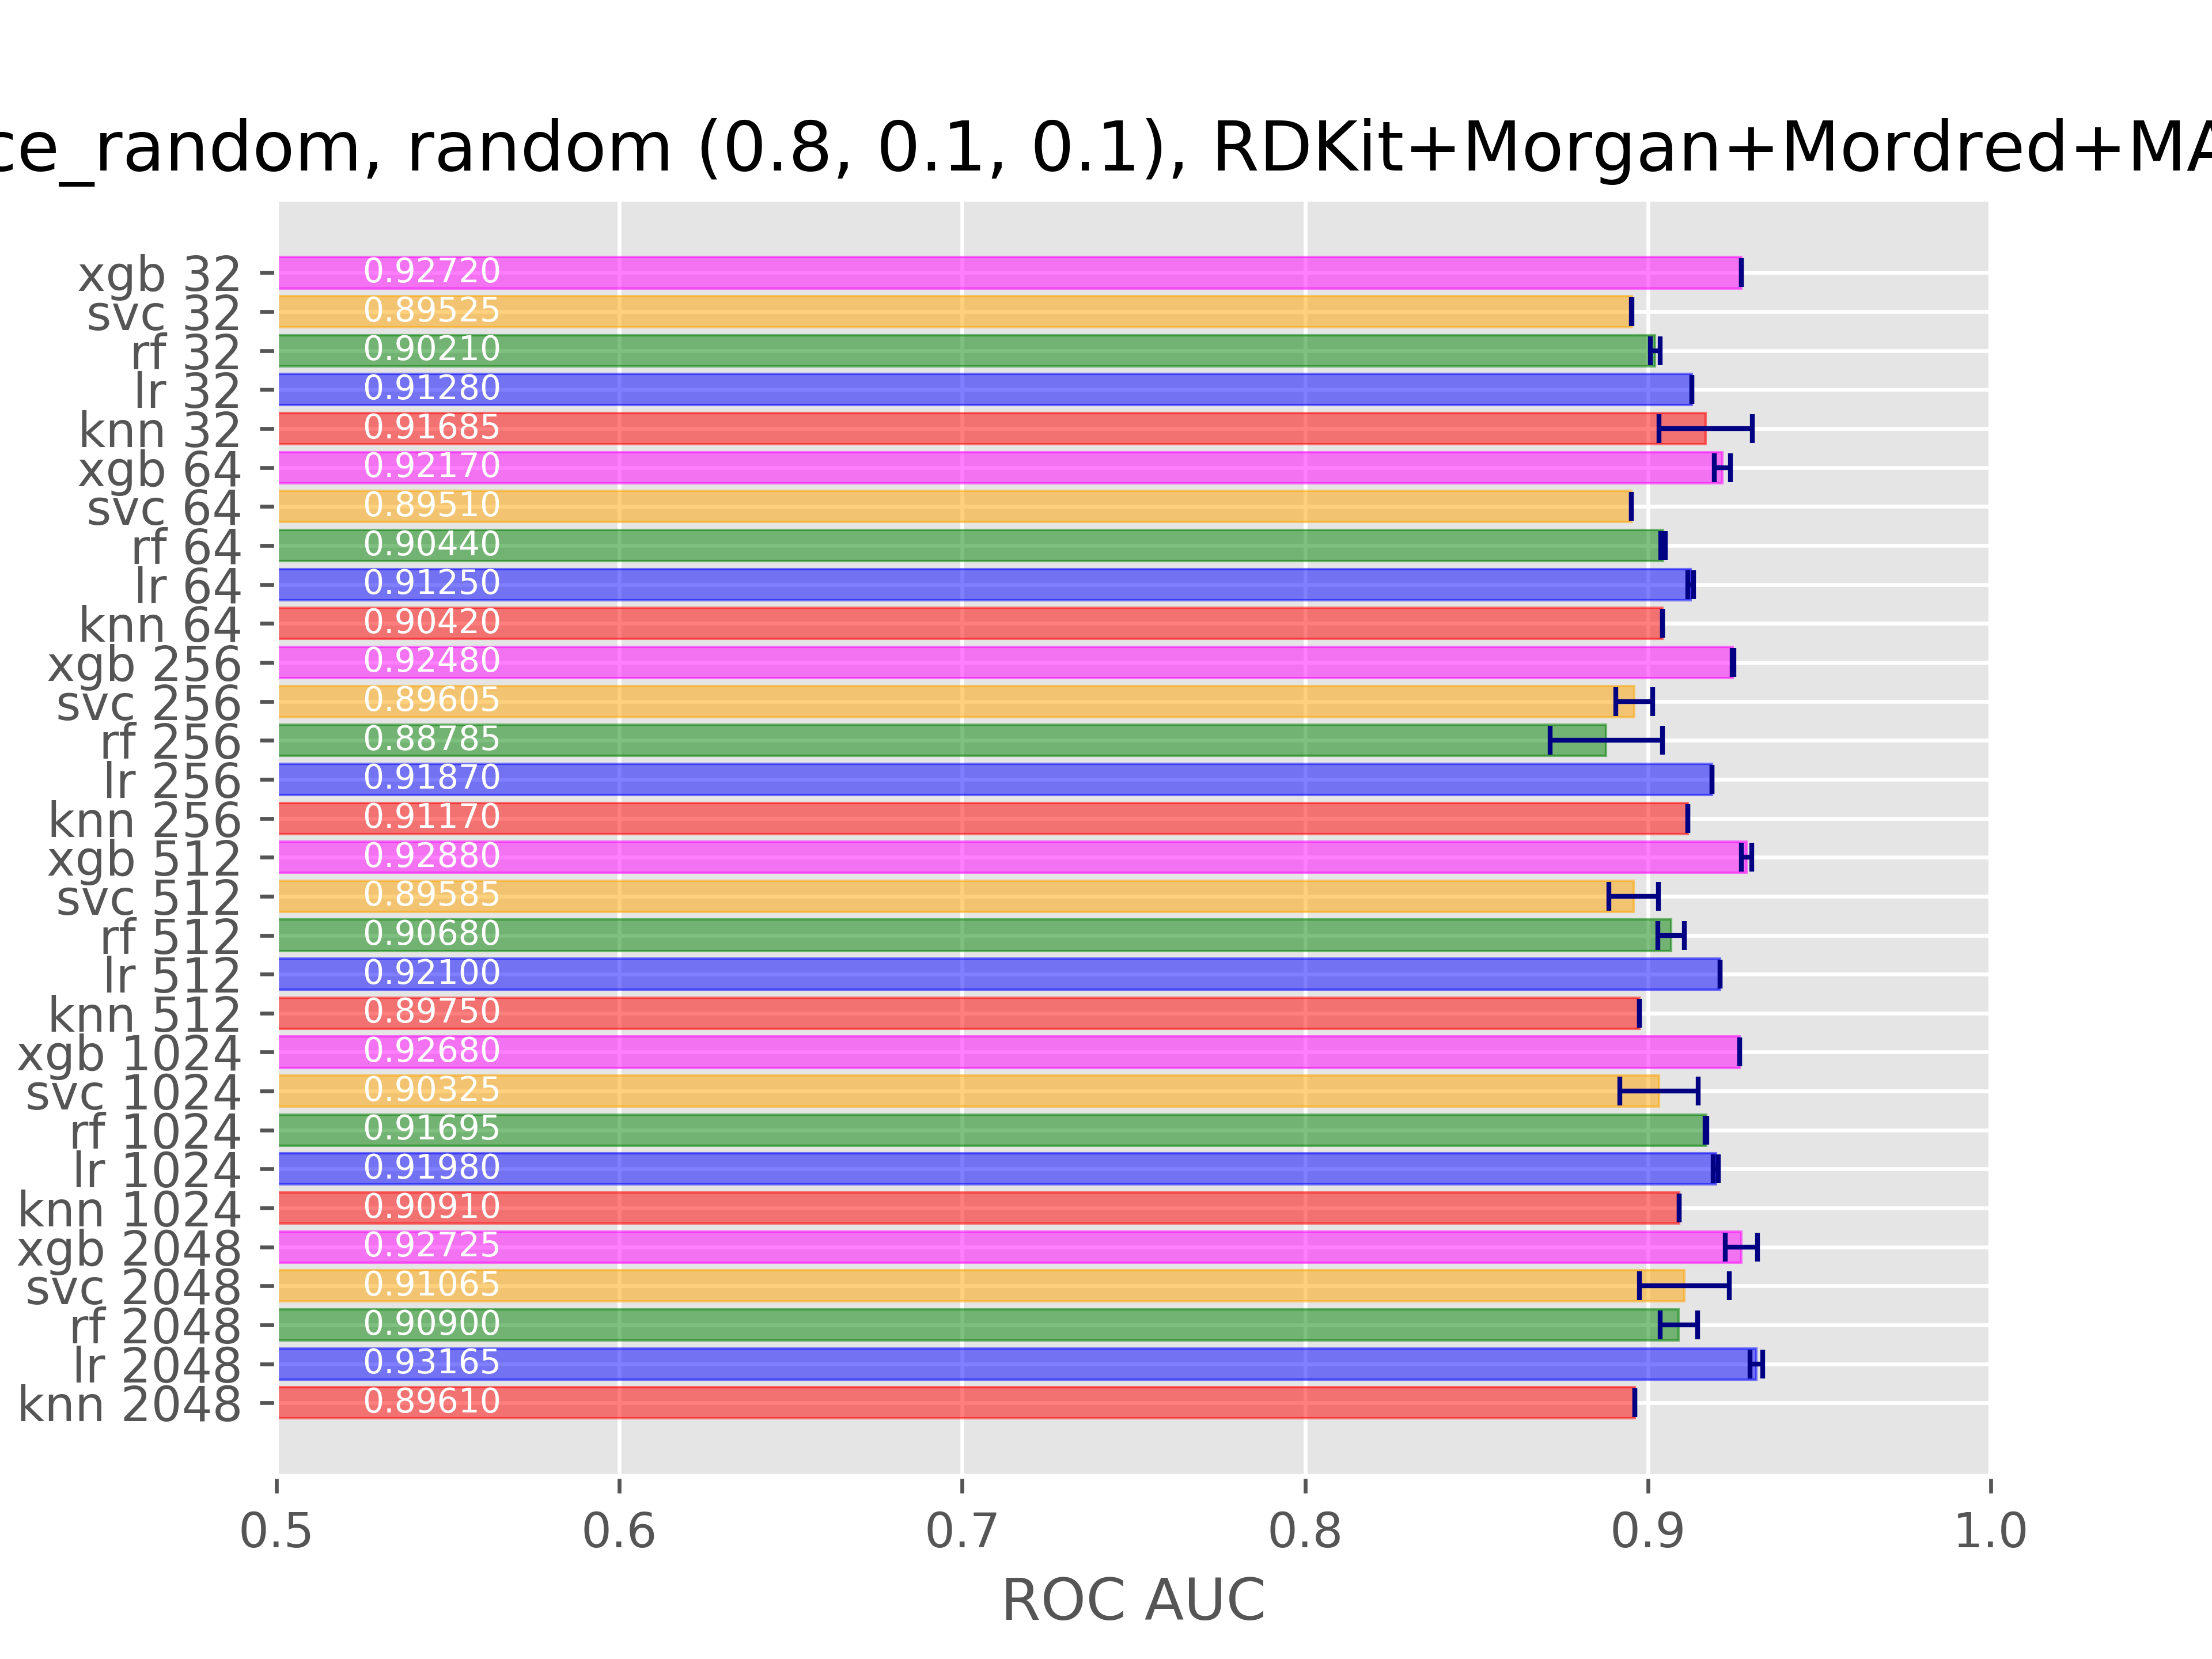 ce_random, random (0.8, 0.1, 0.1), RDKit+Morgan+Mordred+MA
xgb 32 0.92720
svc 32 0.89525
rf 32 0.90210
lr 32 0.91280
knn 32 0.91685
xgb 64 0.92170
svc 64 0.89510
rf 64 0.90440
lr 64 0.91250
knn 64 0.90420
xgb 256 0.92480
svc 256 0.89605
rf 256 0.88785
lr 256 0.91870
knn 256 0.91170
xgb 512 0.92880
svc 512 0.89585
rf 512 0.90680
lr 512 0.92100
knn 512 0.89750
xgb 1024 0.92680
svc 1024 0.90325
rf 1024 0.91695
lr 1024 0.91980
knn 1024 0.90910
xgb 2048 0.92725
svc 2048 0.91065
rf 2048 0.90900
lr 2048 0.93165
knn 2048 0.89610
0.5 0.6 0.7 0.8 0.9 1.0
ROC AUC